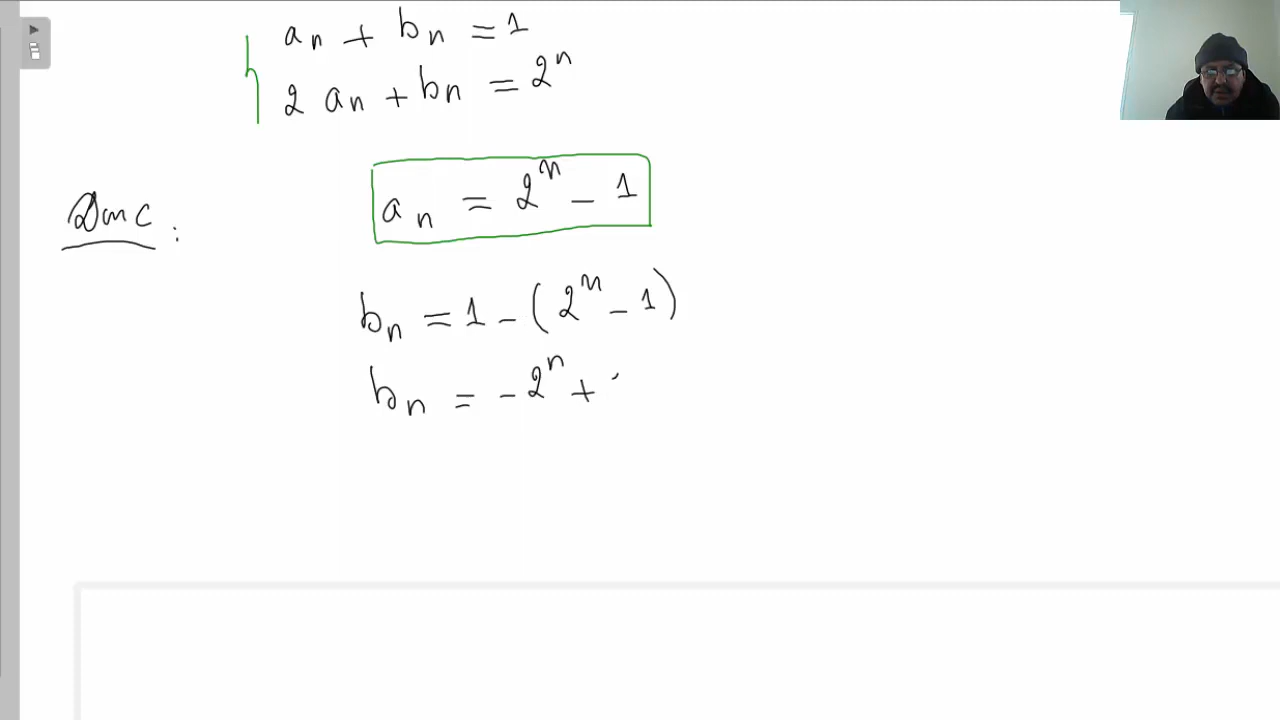 aₙ + bₙ = 1
2 aₙ + bₙ = 2ⁿ
Donc :
aₙ = 2ⁿ - 1
bₙ = 1 - (2ⁿ - 1)
bₙ = -2ⁿ +